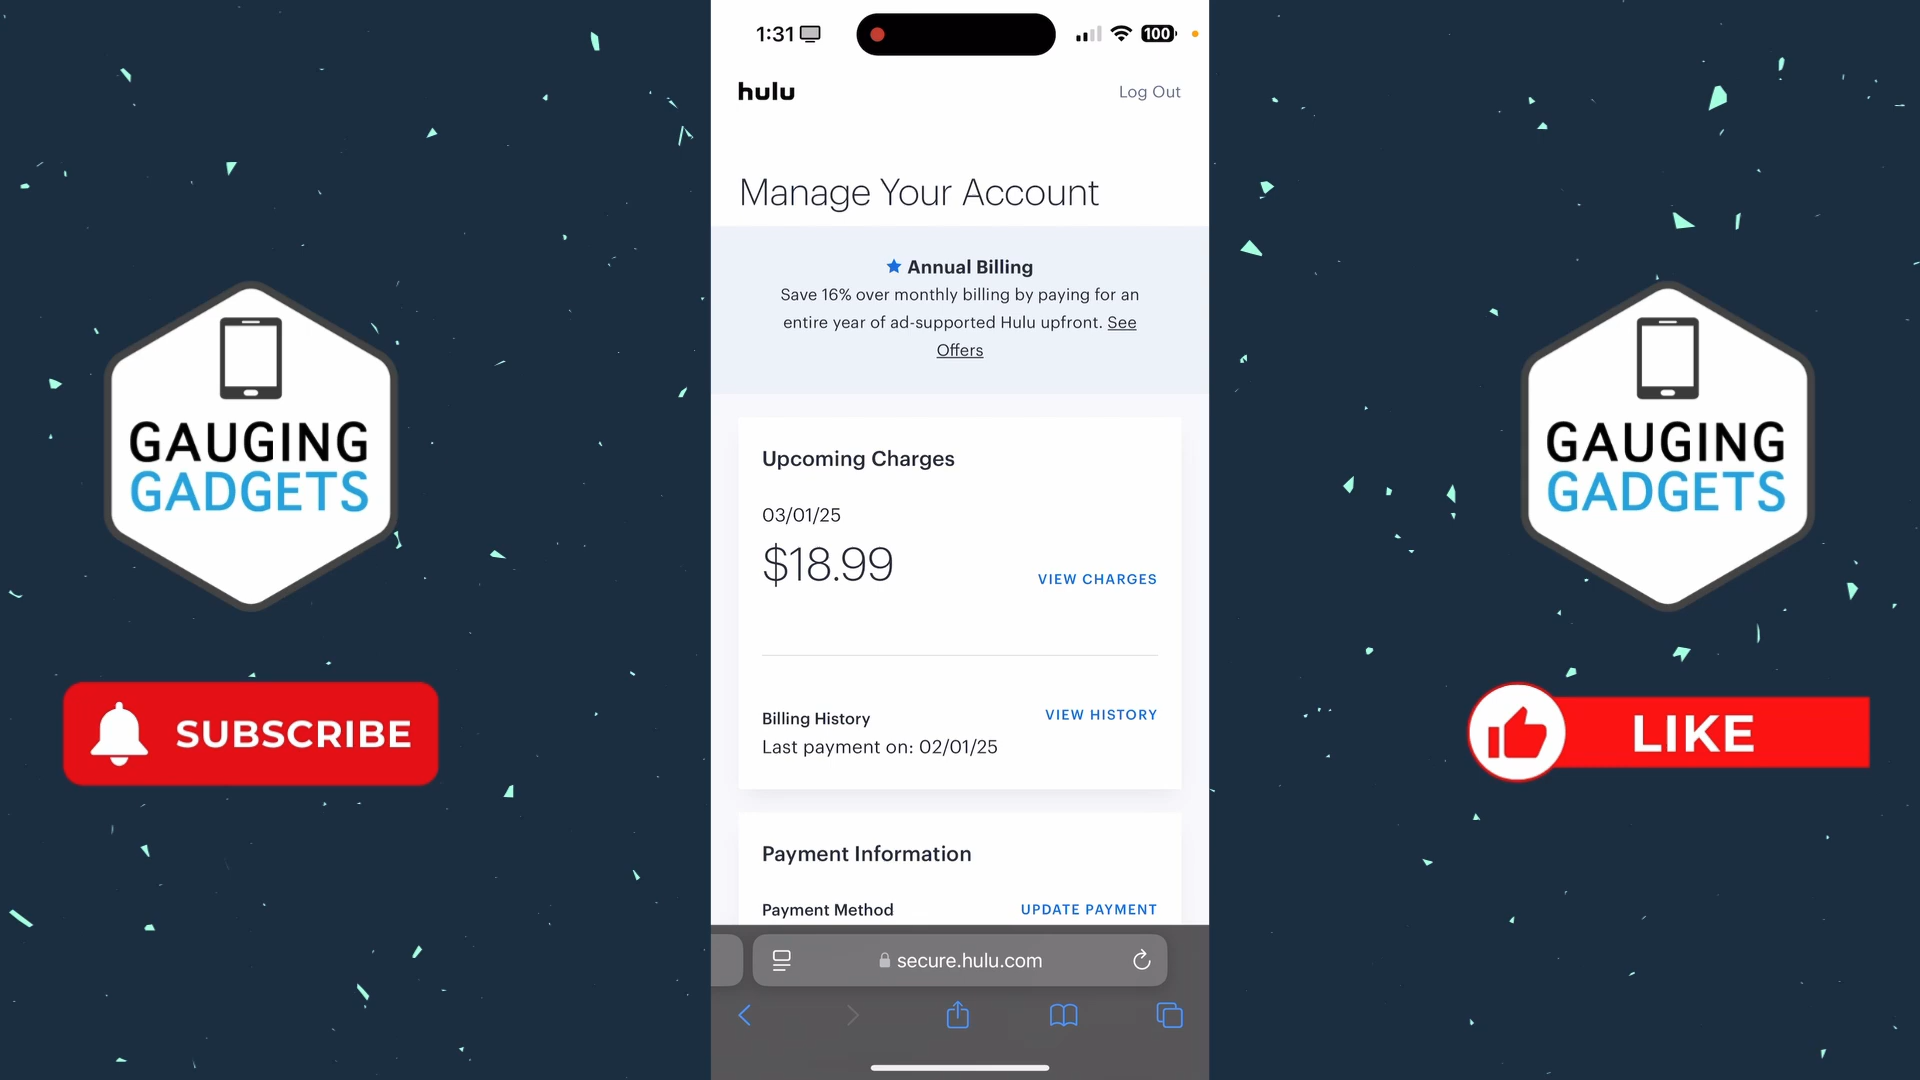 1:31
100
hulu
Log Out
Manage Your Account
Annual Billing
Save 16% over monthly billing by paying for an
entire year of ad-supported Hulu upfront. See
Offers
Upcoming Charges
03/01/25
$18.99
VIEW CHARGES
Billing History
VIEW HISTORY
Last payment on: 02/01/25
Payment Information
Payment Method
UPDATE PAYMENT
secure.hulu.com
GAUGING
GADGETS
SUBSCRIBE
GAUGING
GADGETS
LIKE